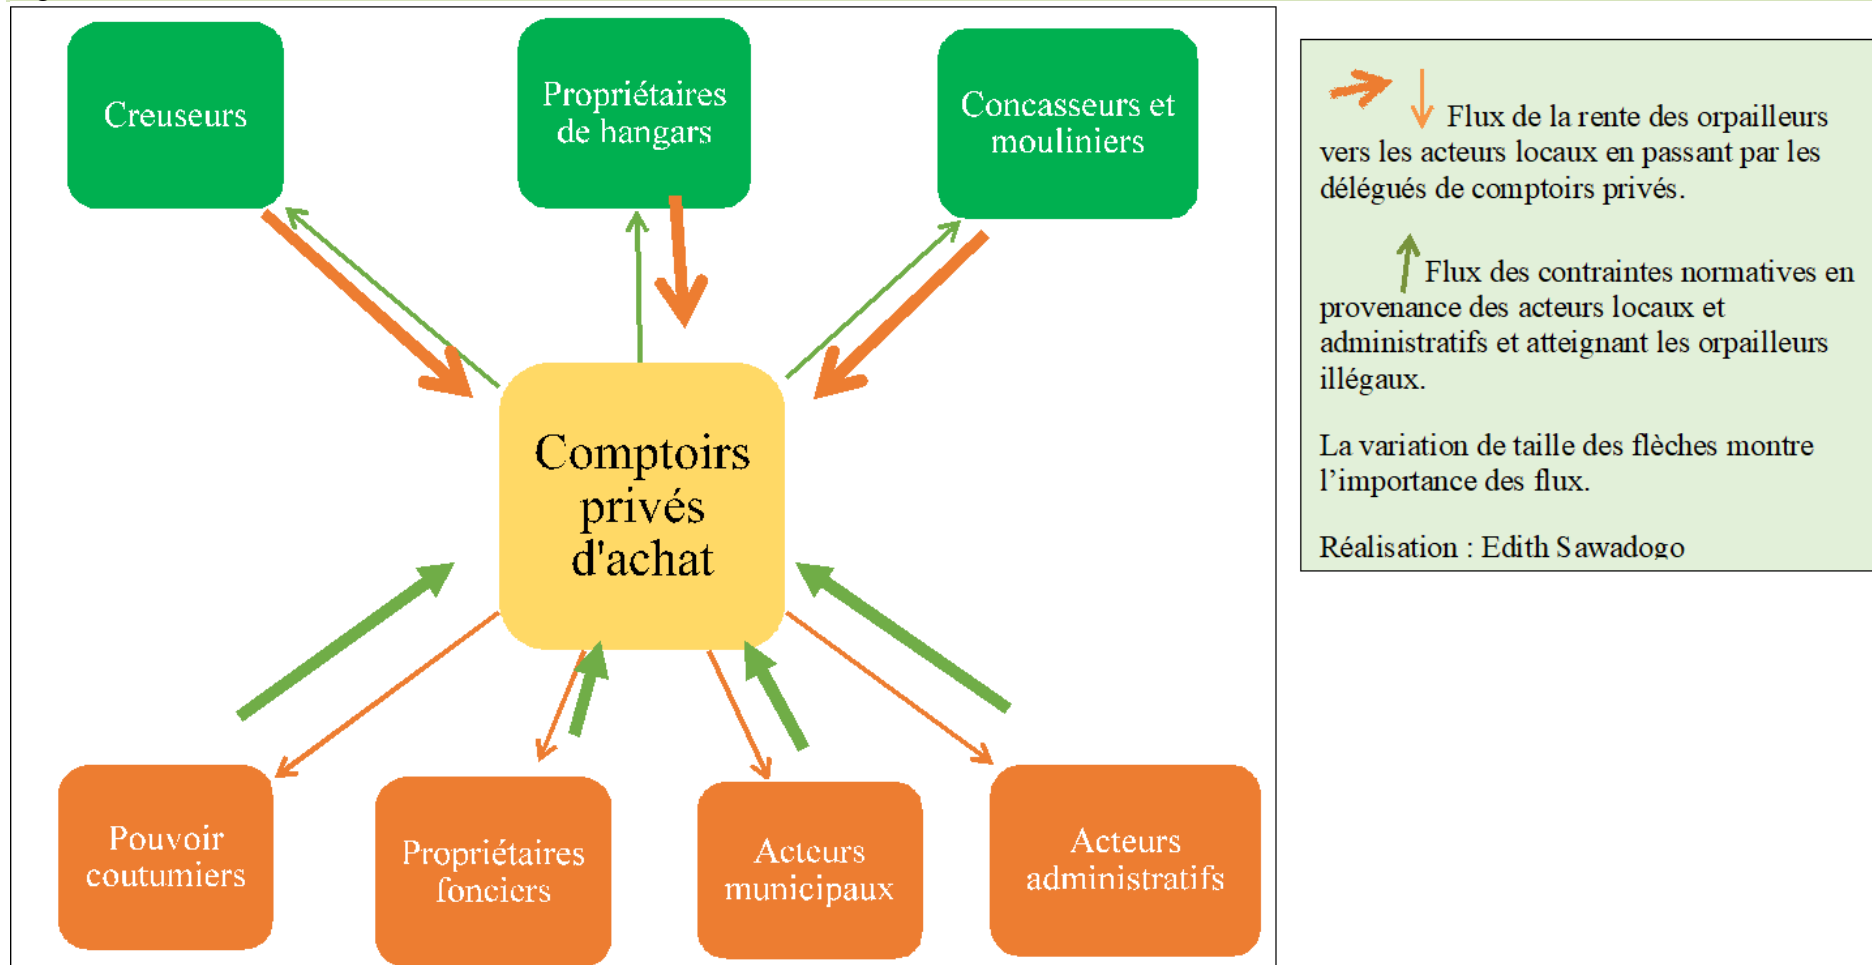 Creuseurs
Propriétaires
de hangars
Concasseurs et
mouliniers
Comptoirs
privés
d'achat
Pouvoir
coutumiers
Propriétaires
fonciers
Acteurs
municipaux
Acteurs
administratifs
Flux de la rente des orpailleurs
vers les acteurs locaux en passant par les
délégués de comptoirs privés.
Flux des contraintes normatives en
provenance des acteurs locaux et
administratifs et atteignant les orpailleurs
illégaux.
La variation de taille des flèches montre
l’importance des flux.
Réalisation : Edith Sawadogo